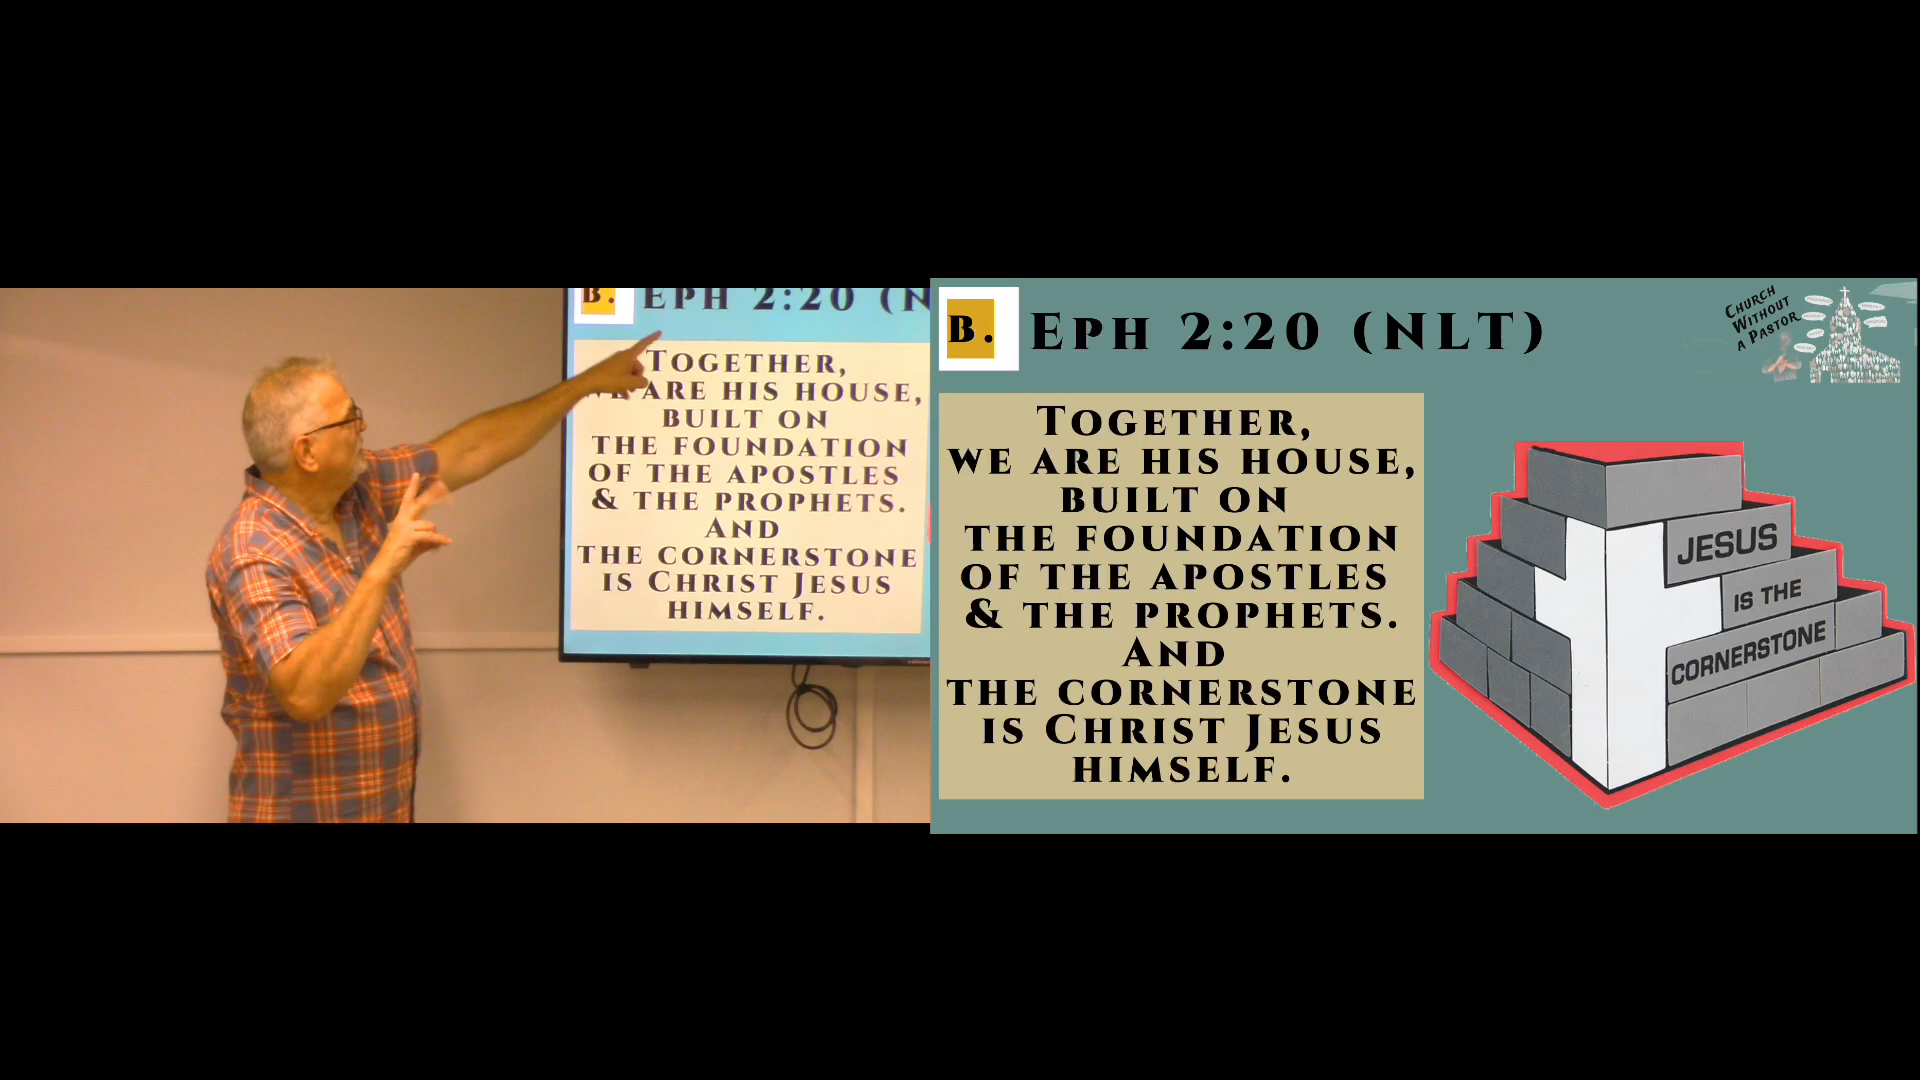 B. EPH 2:20 (N
TOGETHER,
ARE HIS HOUSE,
BUILT ON
THE FOUNDATION
OF THE APOSTLES
& THE PROPHETS.
AND
THE CORNERSTONE
IS CHRIST JESUS
HIMSELF.
B. EPH 2:20 (NLT)
CHURCH
WITHOUT
A PASTOR
TOGETHER,
WE ARE HIS HOUSE,
BUILT ON
THE FOUNDATION
OF THE APOSTLES
& THE PROPHETS.
AND
THE CORNERSTONE
IS CHRIST JESUS
HIMSELF.
JESUS
IS THE
CORNERSTONE